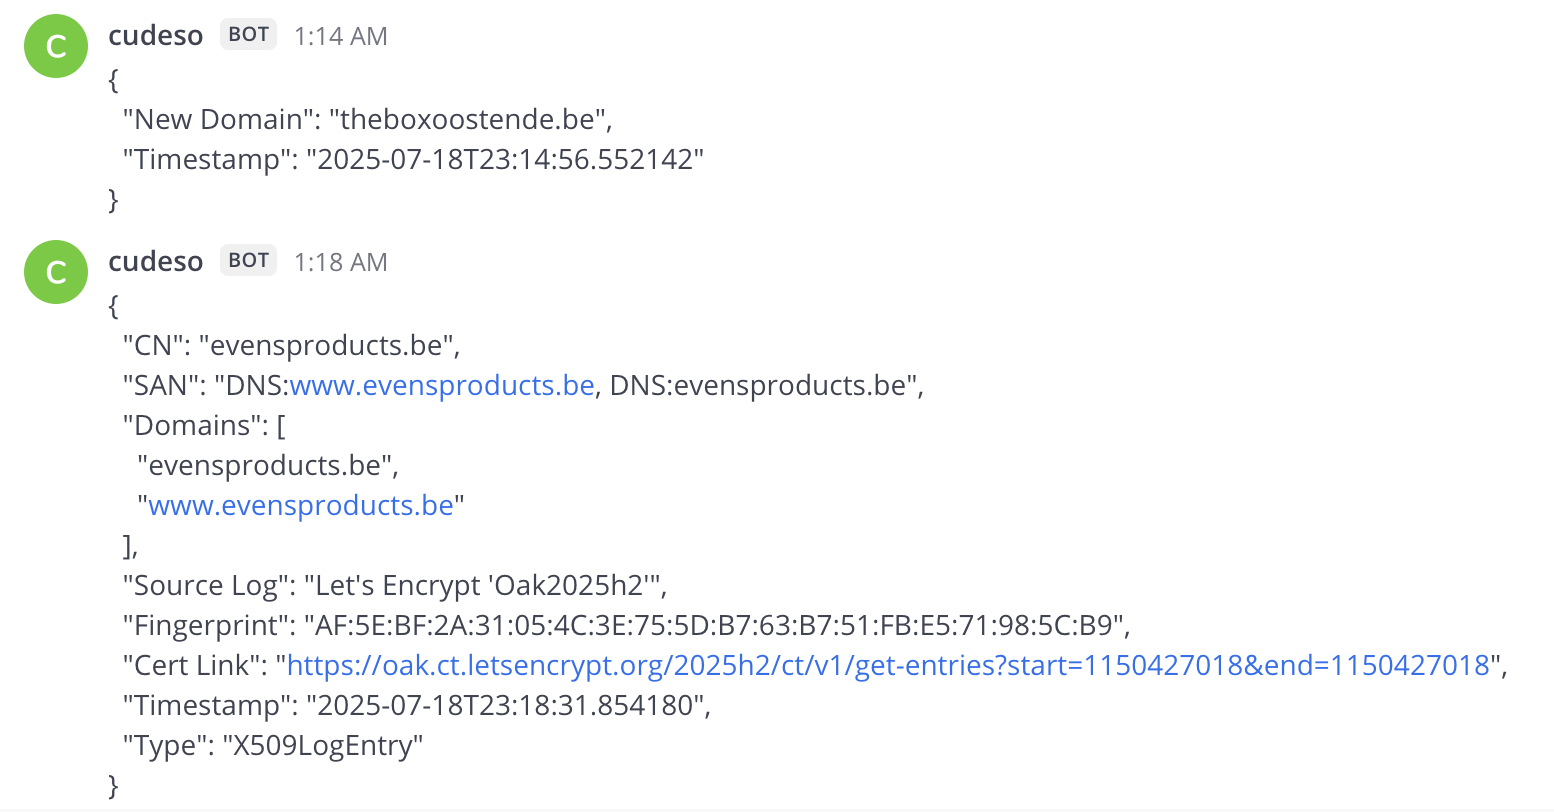 C cudeso BOT 1:14 AM
{
"New Domain": "theboxoostende.be",
"Timestamp": "2025-07-18T23:14:56.552142"
}
C cudeso BOT 1:18 AM
{
"CN": "evensproducts.be",
"SAN": "DNS:www.evensproducts.be, DNS:evensproducts.be",
"Domains": [
"evensproducts.be",
"www.evensproducts.be"
],
"Source Log": "Let's Encrypt 'Oak2025h2'",
"Fingerprint": "AF:5E:BF:2A:31:05:4C:3E:75:5D:B7:63:B7:51:FB:E5:71:98:5C:B9",
"Cert Link": "https://oak.ct.letsencrypt.org/2025h2/ct/v1/get-entries?start=1150427018&end=1150427018",
"Timestamp": "2025-07-18T23:18:31.854180",
"Type": "X509LogEntry"
}